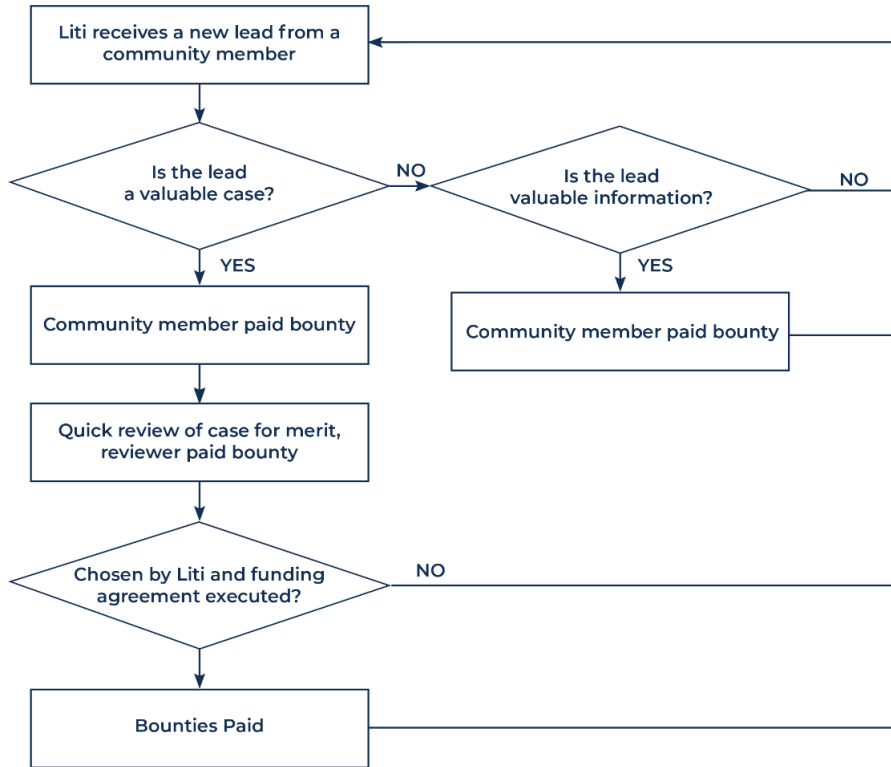 Liti receives a new lead from a
community member
Is the lead
a valuable case?
NO
Is the lead
valuable information?
NO
YES
YES
Community member paid bounty
Community member paid bounty
Quick review of case for merit,
reviewer paid bounty
Chosen by Liti and funding
agreement executed?
NO
Bounties Paid